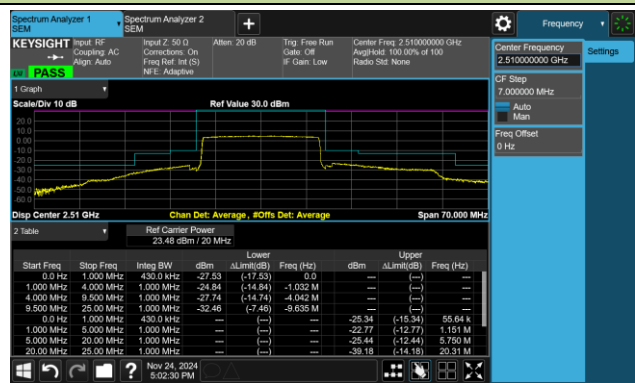 Spectrum Analyzer 1
SEM
Spectrum Analyzer 2
SEM
Frequency
KEYSIGHT
Input: RF
Coupling: AC
Align: Auto
Input Z: 50 Ω
Corrections: On
Freq Ref: Int (S)
NFE: Adaptive
Atten: 20 dB
Trig: Free Run
Gate: Off
IF Gain: Low
Center Freq: 2.510000000 GHz
Avg|Hold: 100.00% of 100
Radio Std: None
PASS
Center Frequency
2.510000000 GHz
Settings
CF Step
7.000000 MHz
Auto
Man
Freq Offset
0 Hz
1 Graph
Scale/Div 10 dB
Ref Value 30.0 dBm
20.0
10.0
0.00
-10.0
-20.0
-30.0
-40.0
-50.0
-60.0
Disp Center 2.51 GHz
Chan Det: Average, #Offs Det: Average
Span 70.000 MHz
2 Table
Ref Carrier Power
23.48 dBm / 20 MHz
Lower Upper
Start Freq Stop Freq Integ BW dBm ΔLimit(dB) Freq (Hz) dBm ΔLimit(dB) Freq (Hz)
0.0 Hz 1.000 MHz 430.0 kHz -27.53 (-17.53) 0.0 --- (---) ---
1.000 MHz 4.000 MHz 1.000 MHz -24.84 (-14.84) -1.032 M --- (---) ---
4.000 MHz 9.500 MHz 1.000 MHz -27.74 (-14.74) -4.042 M --- (---) ---
9.500 MHz 25.00 MHz 1.000 MHz -32.46 (-7.46) -9.635 M --- (---) ---
0.0 Hz 1.000 MHz 430.0 kHz --- (---) --- -25.34 (-15.34) 55.64 k
1.000 MHz 5.000 MHz 1.000 MHz --- (---) --- -22.77 (-12.77) 1.151 M
5.000 MHz 20.00 MHz 1.000 MHz --- (---) --- -25.44 (-12.44) 5.750 M
20.00 MHz 25.00 MHz 1.000 MHz --- (---) --- -39.18 (-14.18) 20.31 M
Nov 24, 2024
5:02:30 PM